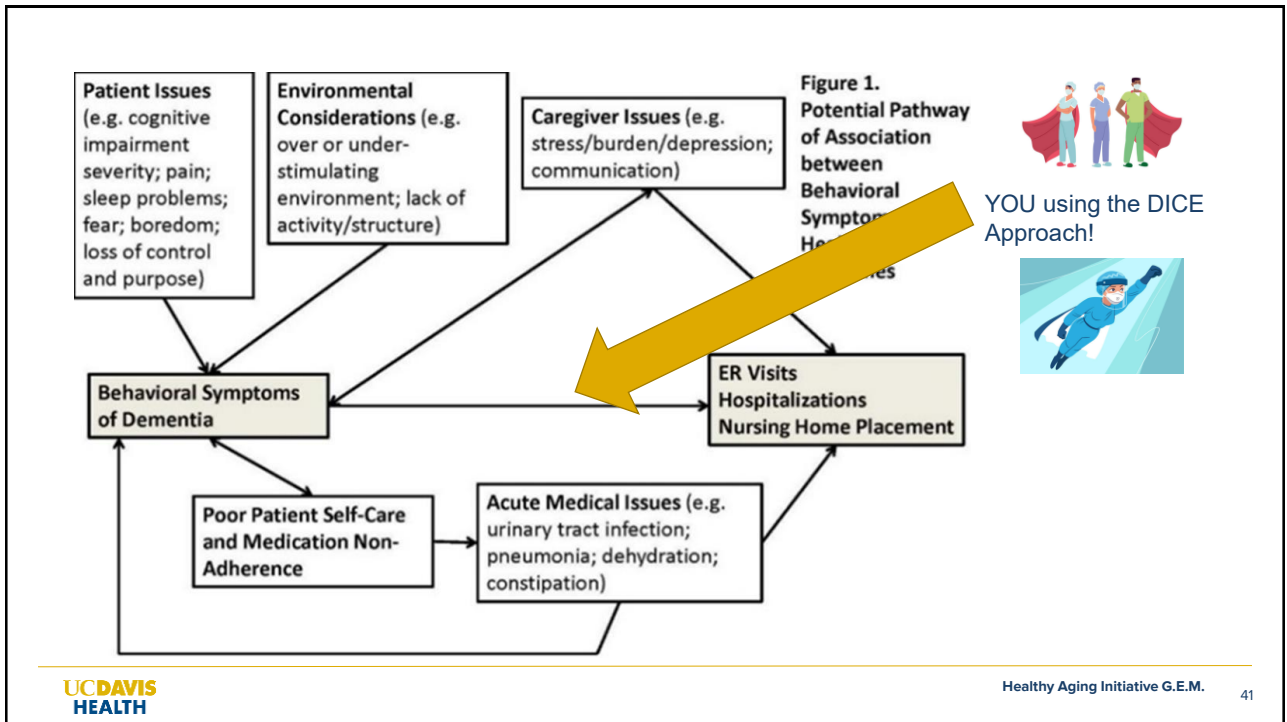 Patient Issues
(e.g. cognitive
impairment
severity; pain;
sleep problems;
fear; boredom;
loss of control
and purpose)
Environmental
Considerations (e.g.
over or under-
stimulating
environment; lack of
activity/structure)
Caregiver Issues (e.g.
stress/burden/depression;
communication)
Figure 1.
Potential Pathway
of Association
between
Behavioral
YOU using the DICE
Approach!
Behavioral Symptoms
of Dementia
ER Visits
Hospitalizations
Nursing Home Placement
Poor Patient Self-Care
and Medication Non-
Adherence
Acute Medical Issues (e.g.
urinary tract infection;
pneumonia; dehydration;
constipation)
UCDAVIS
HEALTH
Healthy Aging Initiative G.E.M.
41